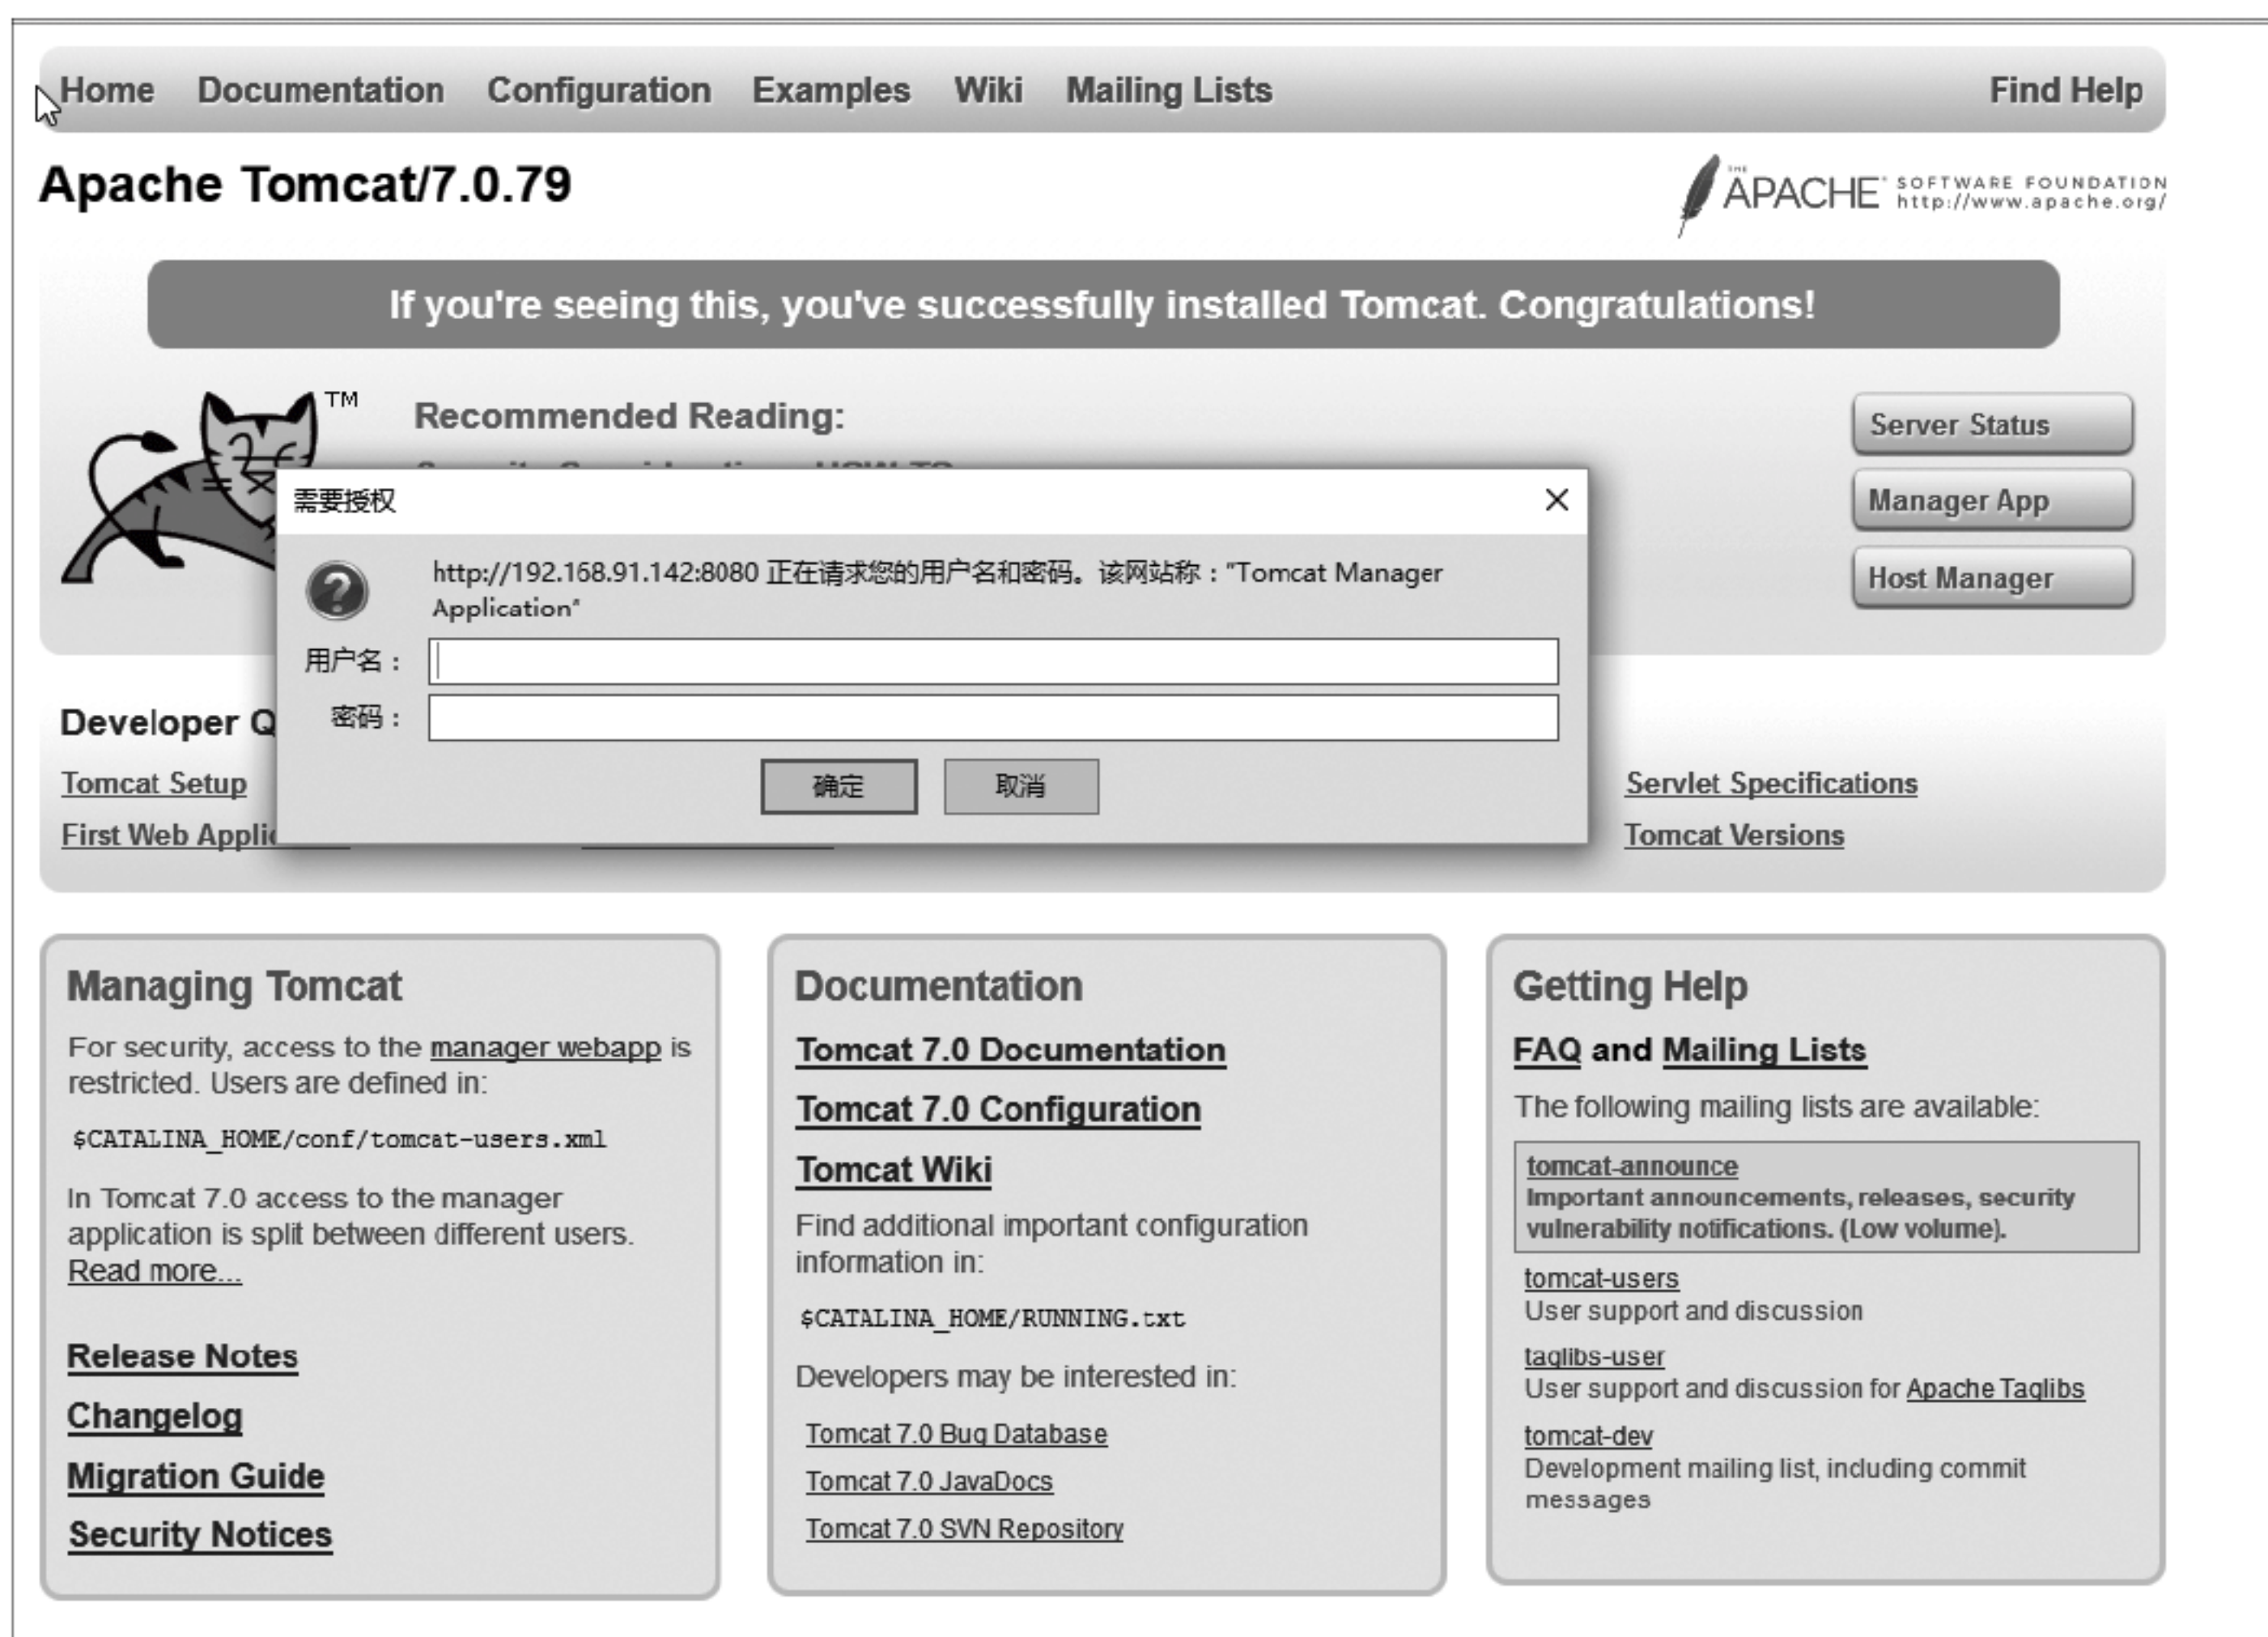 Home Documentation Configuration Examples Wiki Mailing Lists Find Help
Apache Tomcat/7.0.79
THE APACHE SOFTWARE FOUNDATION
http://www.apache.org/
If you're seeing this, you've successfully installed Tomcat. Congratulations!
TM
Recommended Reading:
Server Status
Manager App
Host Manager
需要授权
http://192.168.91.142:8080 正在请求您的用户名和密码。该网站称："Tomcat Manager
Application"
用户名：
密码：
确定 取消
Developer
Tomcat Setup
First Web
Servlet Specifications
Tomcat Versions
Managing Tomcat
For security, access to the manager webapp is
restricted. Users are defined in:
$CATALINA_HOME/conf/tomcat-users.xml
In Tomcat 7.0 access to the manager
application is split between different users.
Read more...
Release Notes
Changelog
Migration Guide
Security Notices
Documentation
Tomcat 7.0 Documentation
Tomcat 7.0 Configuration
Tomcat Wiki
Find additional important configuration
information in:
$CATALINA_HOME/RUNNING.txt
Developers may be interested in:
Tomcat 7.0 Bug Database
Tomcat 7.0 JavaDocs
Tomcat 7.0 SVN Repository
Getting Help
FAQ and Mailing Lists
The following mailing lists are available:
tomcat-announce
Important announcements, releases, security
vulnerability notifications. (Low volume).
tomcat-users
User support and discussion
taglibs-user
User support and discussion for Apache Taglibs
tomcat-dev
Development mailing list, including commit
messages